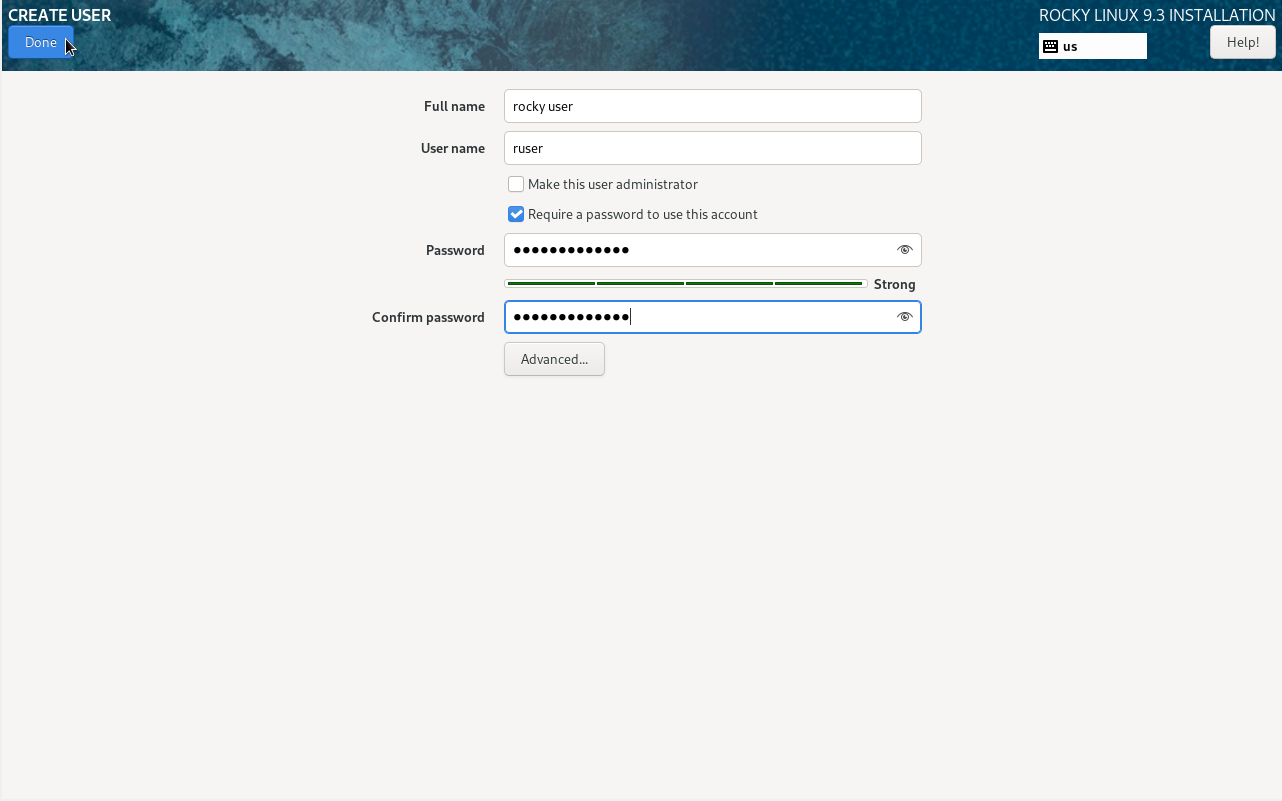 CREATE USER
ROCKY LINUX 9.3 INSTALLATION
Done
us
Help!
Full name
rocky user
User name
ruser
Make this user administrator
Require a password to use this account
Password
●●●●●●●●●●●●●
Strong
Confirm password
●●●●●●●●●●●●●
Advanced...